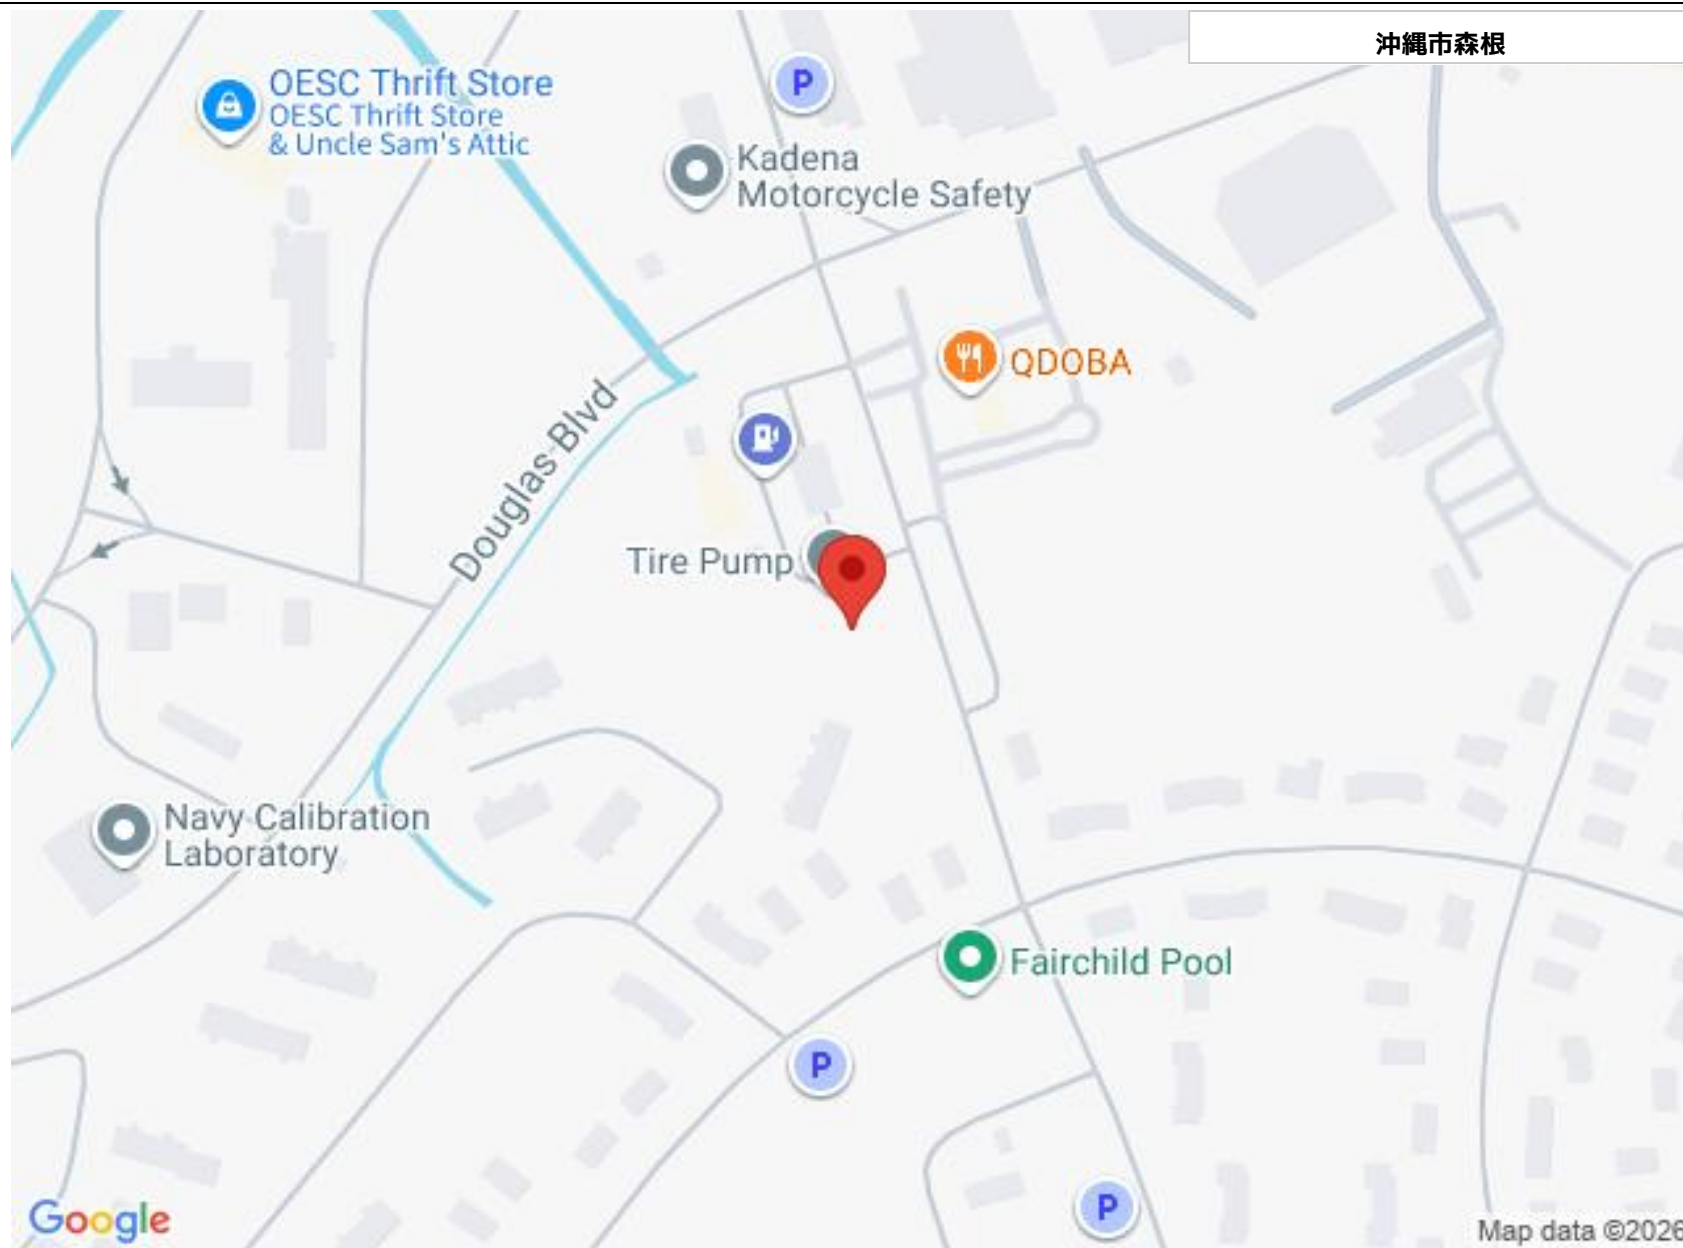 沖縄市森根
OESC Thrift Store
OESC Thrift Store
& Uncle Sam's Attic
P
Kadena
Motorcycle Safety
QDOBA
Douglas Blvd
Tire Pump
Navy Calibration
Laboratory
Fairchild Pool
P
P
Google
Map data ©2026